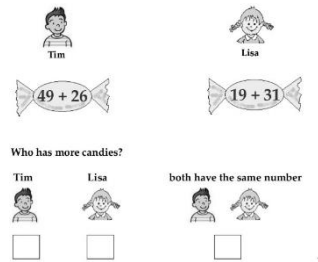 Tim
Lisa
49 + 26
19 + 31
Who has more candies?
Tim
Lisa
both have the same number